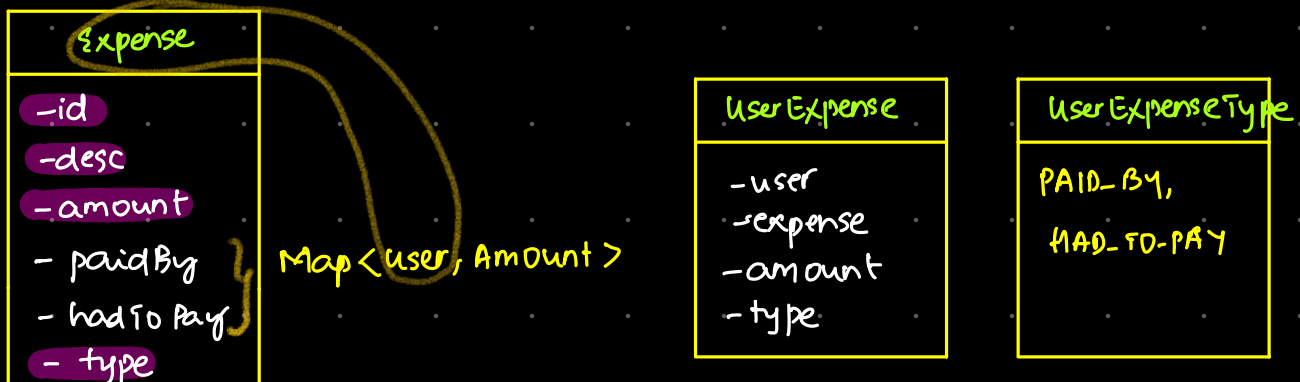 Expense
-id
-desc
-amount
- paidBy
- hadToPay
- type
Map<user, Amount>
UserExpense
-user
-expense
-amount
-type
UserExpenseType
PAID_BY,
HAD_TO_PAY